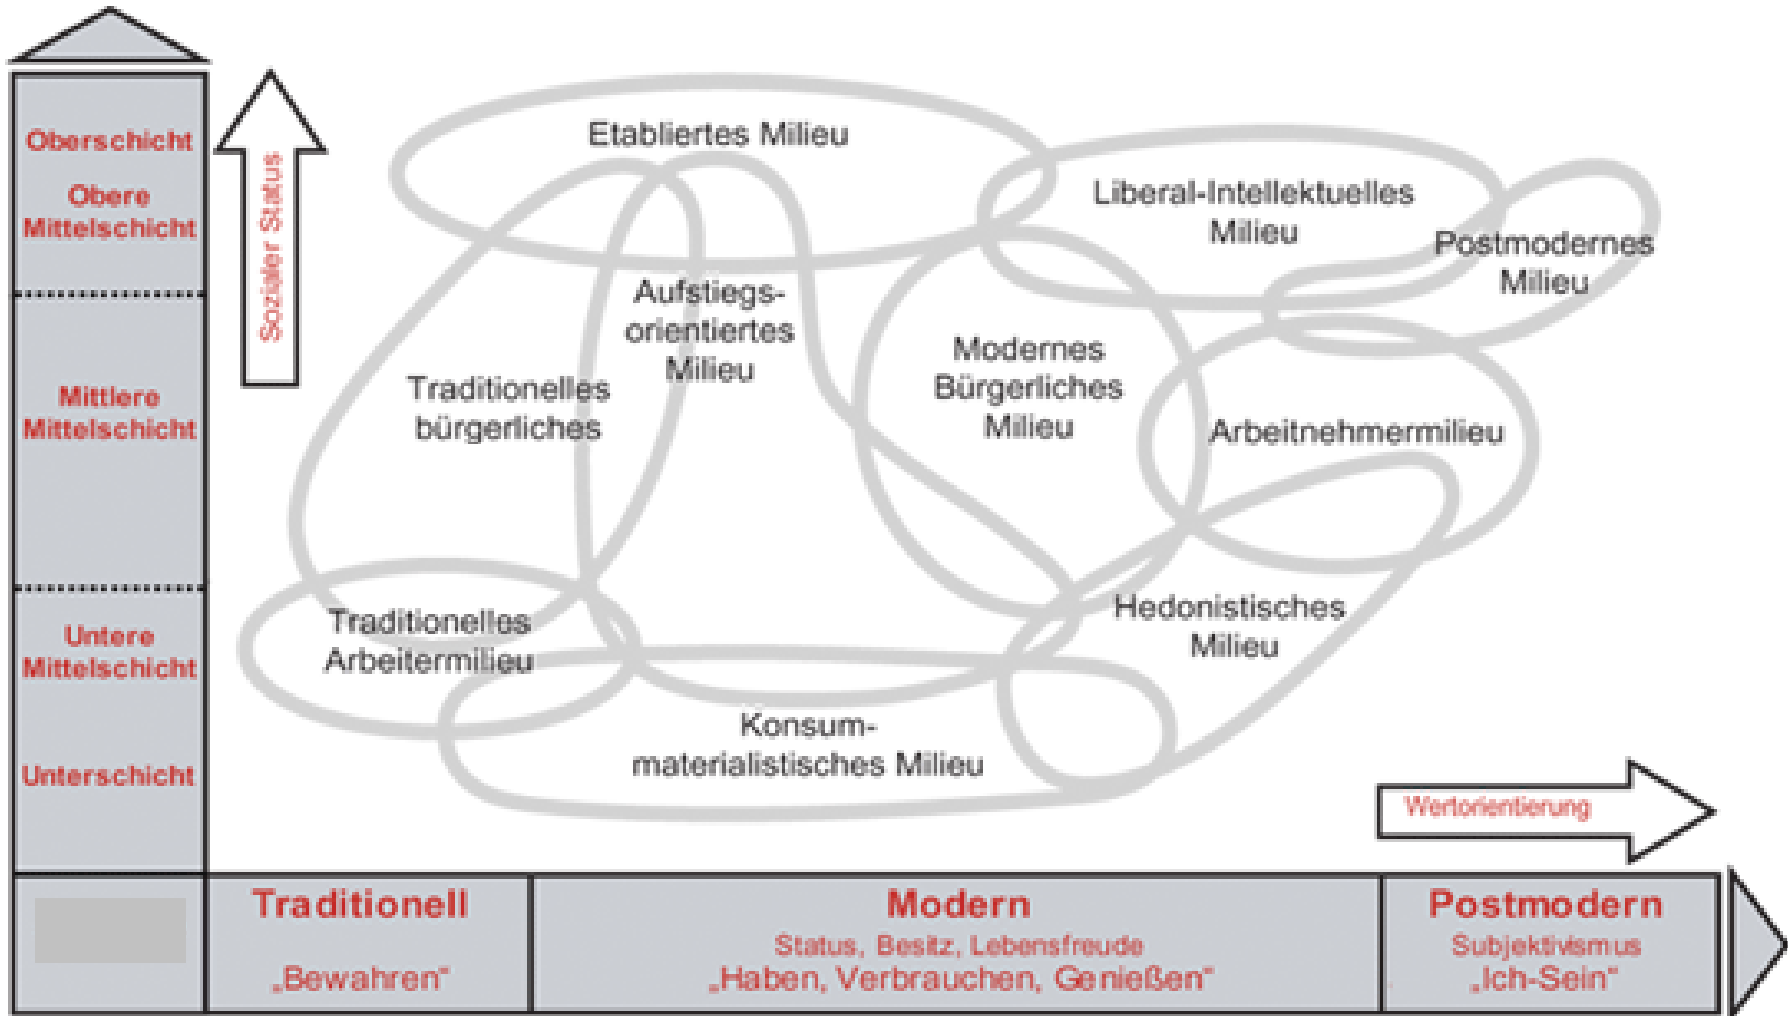 Oberschicht
Obere
Mittelschicht
Mittlere
Mittelschicht
Untere
Mittelschicht
Unterschicht
Sozialer Status
Etabliertes Milieu
Liberal-Intellektuelles
Milieu
Postmodernes
Milieu
Aufstiegs-
orientiertes
Milieu
Traditionelles
bürgerliches
Modernes
Bürgerliches
Milieu
Arbeitnehmermilieu
Traditionelles
Arbeitermilieu
Hedonistisches
Milieu
Konsum-
materialistisches Milieu
Wertorientierung
Traditionell
„Bewahren“
Modern
Status, Besitz, Lebensfreude
„Haben, Verbrauchen, Genießen“
Postmodern
Subjektivismus
„Ich-Sein“